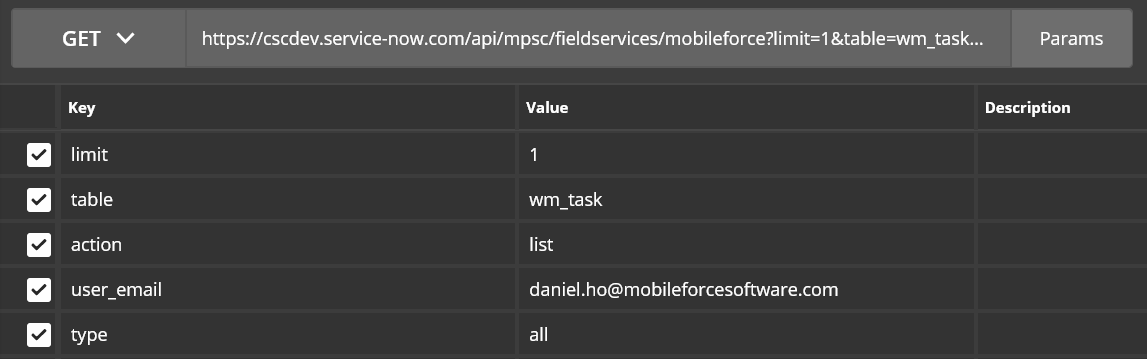 GET https://cscdev.service-now.com/api/mpsc/fieldservices/mobileforce?limit=1&table=wm_task... Params
Key Value Description
limit 1
table wm_task
action list
user_email daniel.ho@mobileforcesoftware.com
type all